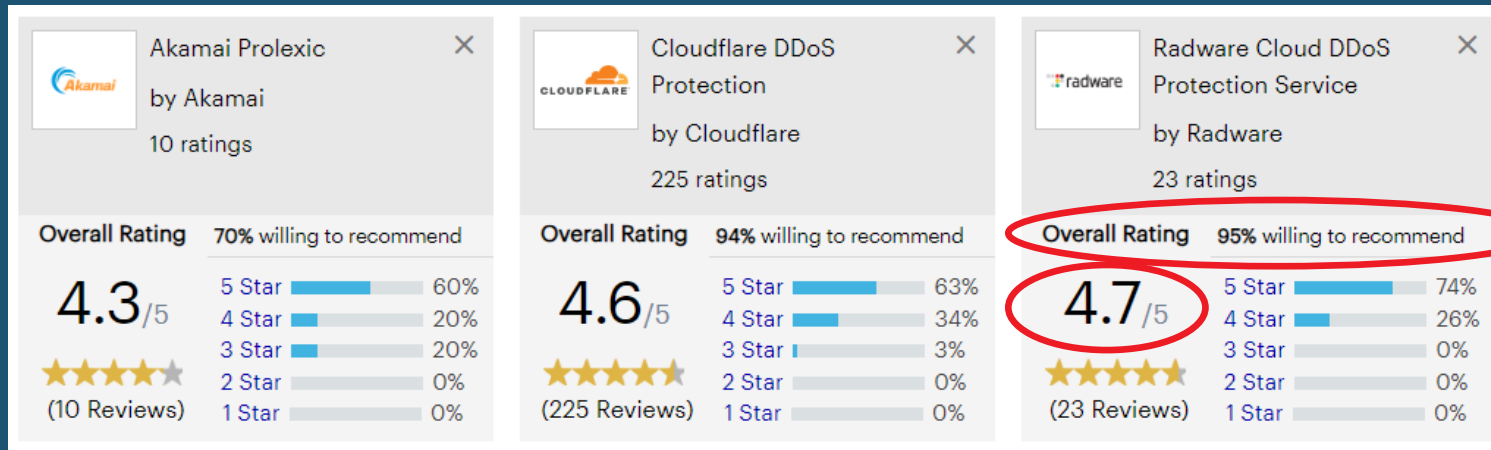 Akamai
Akamai Prolexic
by Akamai
10 ratings
Overall Rating
70% willing to recommend
4.3/5
(10 Reviews)
5 Star 60%
4 Star 20%
3 Star 20%
2 Star 0%
1 Star 0%
CLOUDFLARE
Cloudflare DDoS
Protection
by Cloudflare
225 ratings
Overall Rating
94% willing to recommend
4.6/5
(225 Reviews)
5 Star 63%
4 Star 34%
3 Star 3%
2 Star 0%
1 Star 0%
radware
Radware Cloud DDoS
Protection Service
by Radware
23 ratings
Overall Rating
95% willing to recommend
4.7/5
(23 Reviews)
5 Star 74%
4 Star 26%
3 Star 0%
2 Star 0%
1 Star 0%